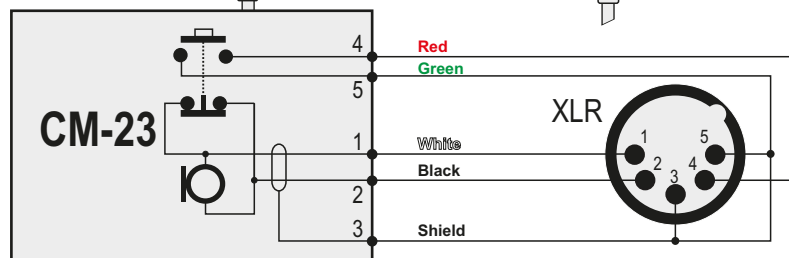 4 Red
Green
5
CM-23
XLR
1 White
1 5
Black
2 4
2
3
3 Shield